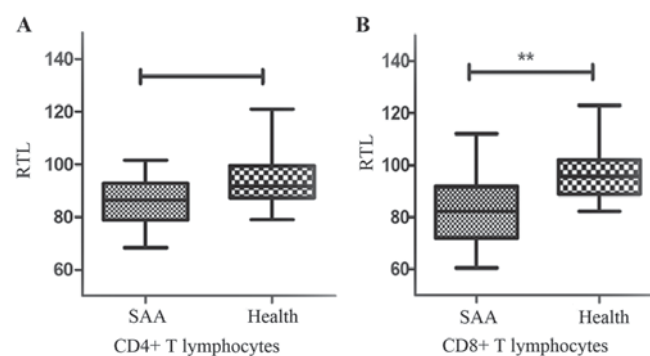 A
RTL
140
120
100
80
60
SAA Health
CD4+ T lymphocytes
B
**
RTL
140
120
100
80
60
SAA Health
CD8+ T lymphocytes